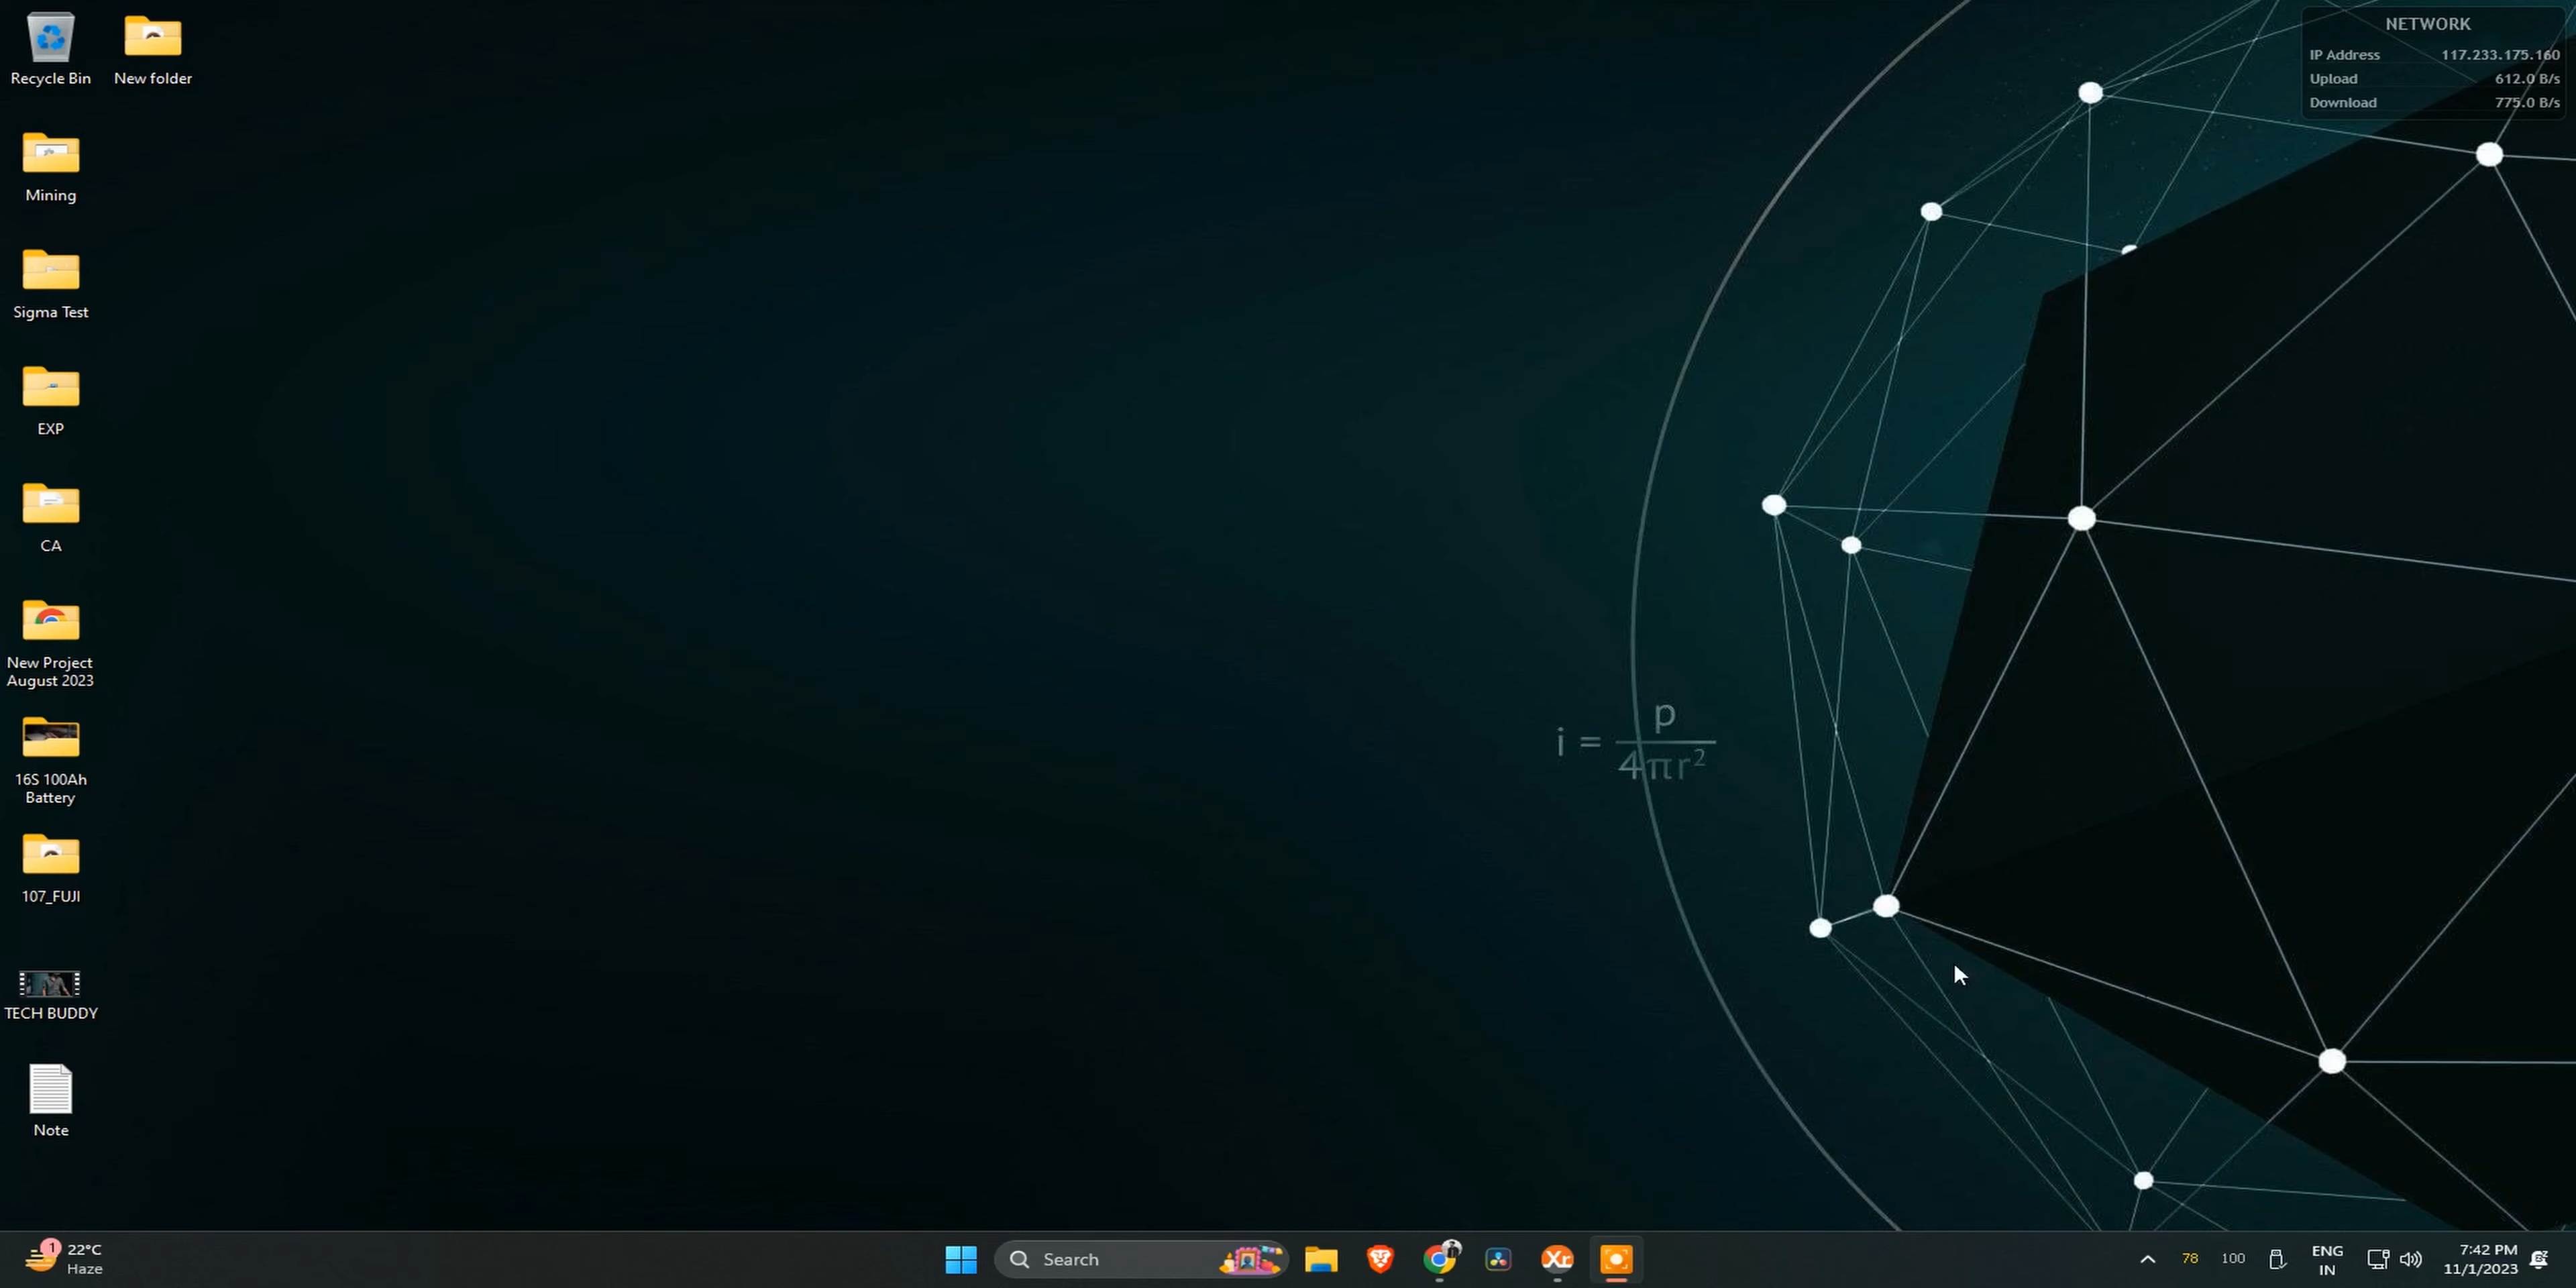 Recycle Bin
New folder
Mining
Sigma Test
EXP
CA
New Project
August 2023
16S 100Ah
Battery
107_FUJI
TECH BUDDY
Note
NETWORK
IP Address 117.233.175.160
Upload 612.0 B/s
Download 775.0 B/s
i = p
4πr²
1
22°C
Haze
Search
Xr
78
100
ENG
IN
7:42 PM
11/1/2023